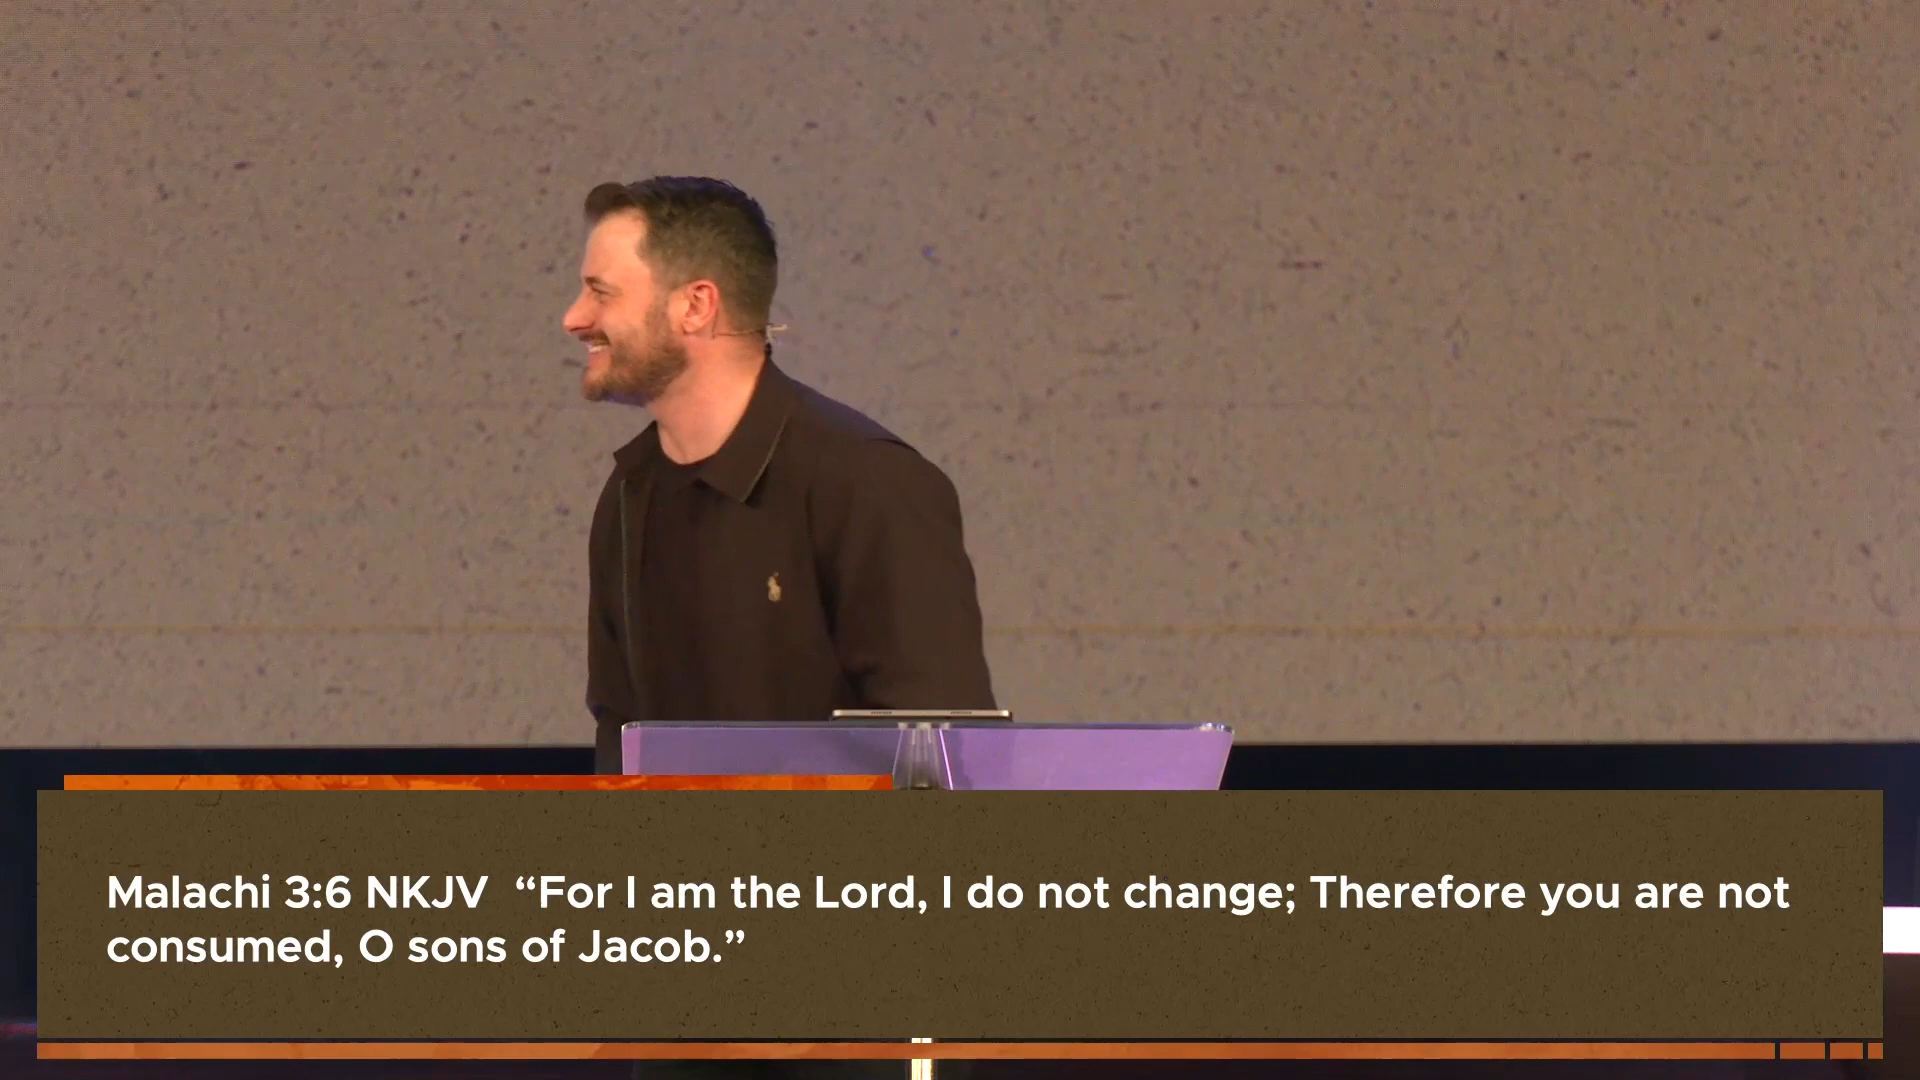 Malachi 3:6 NKJV “For I am the Lord, I do not change; Therefore you are not
consumed, O sons of Jacob.”